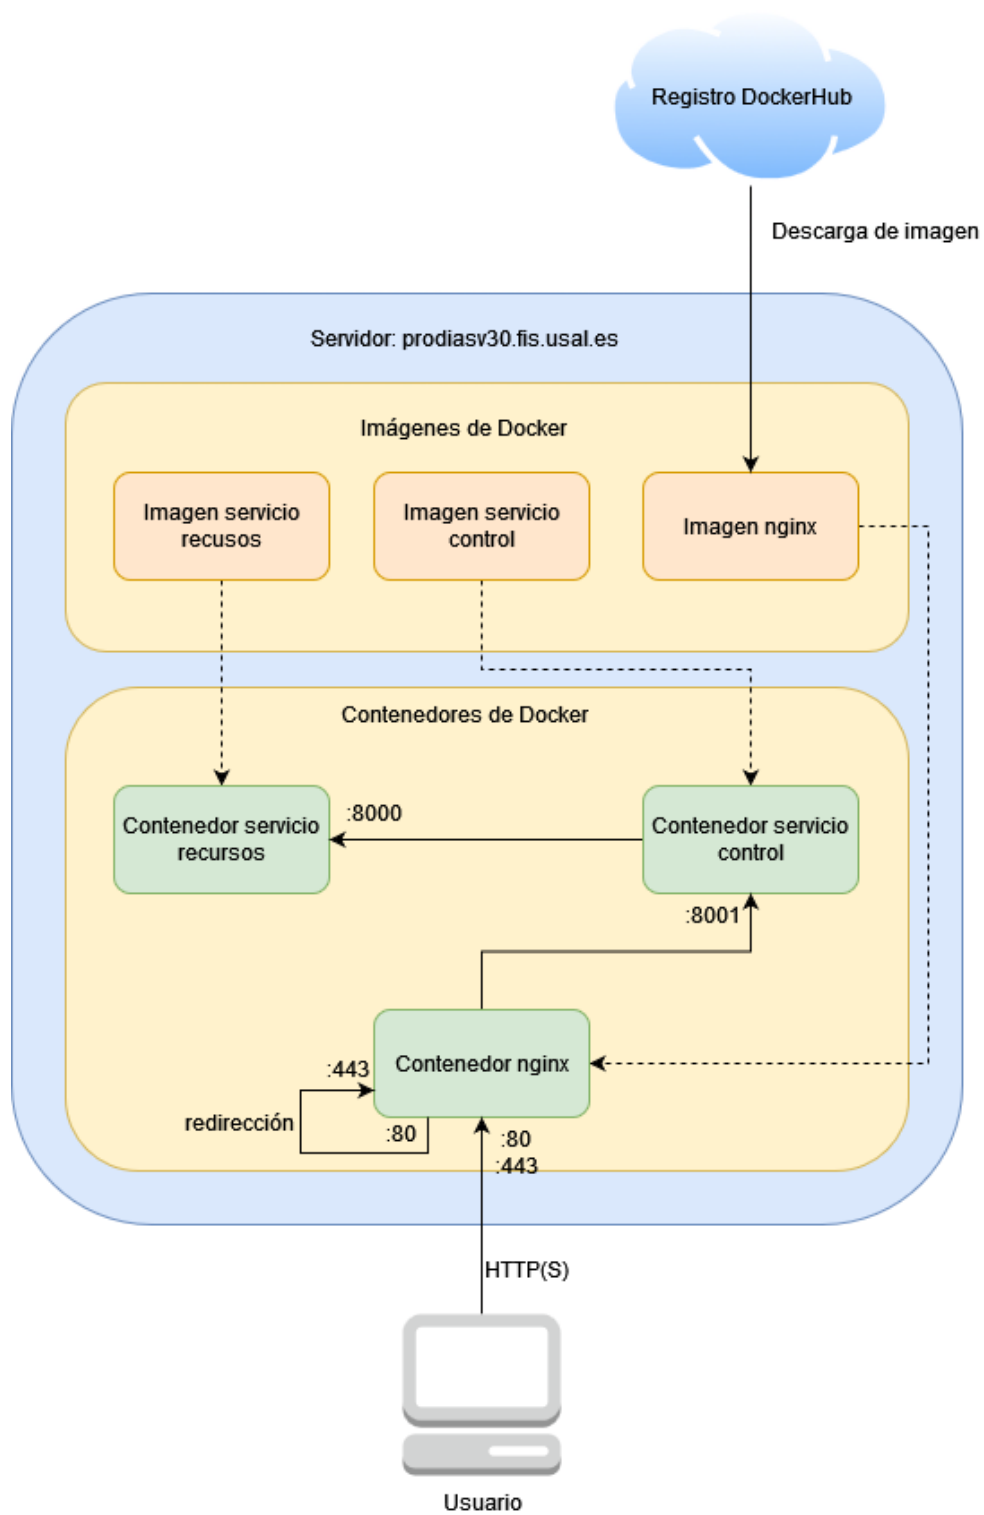 Registro DockerHub
Descarga de imagen
Servidor: prodiasv30.fis.usal.es
Imágenes de Docker
Imagen servicio
recusos
Imagen servicio
control
Imagen nginx
Contenedores de Docker
Contenedor servicio
recursos
:8000
Contenedor servicio
control
:8001
Contenedor nginx
:443
redirección
:80
:80
:443
HTTP(S)
Usuario